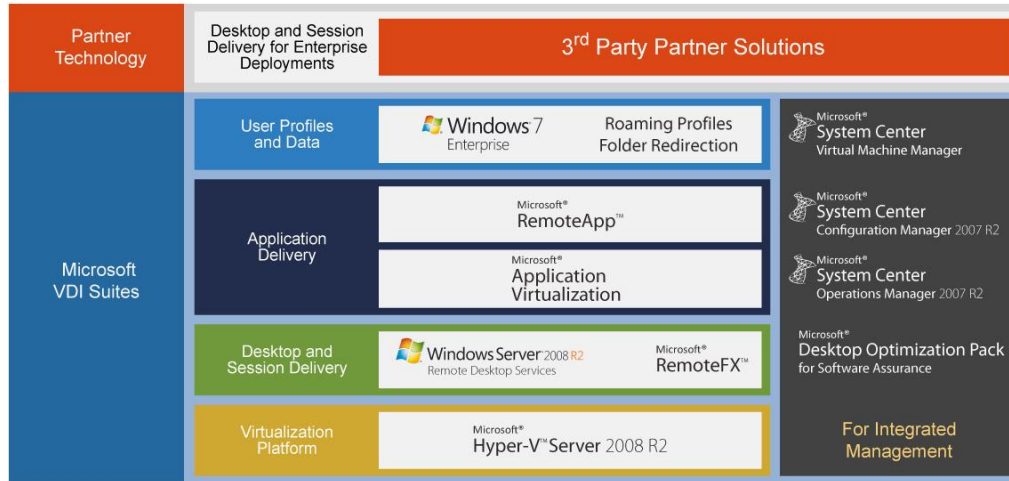 Partner
Technology
Desktop and Session
Delivery for Enterprise
Deployments
3rd Party Partner Solutions
Microsoft
VDI Suites
User Profiles
and Data
Windows 7
Enterprise
Roaming Profiles
Folder Redirection
Application
Delivery
Microsoft®
RemoteApp™
Microsoft®
Application
Virtualization
Desktop and
Session Delivery
Windows Server 2008 R2
Remote Desktop Services
Microsoft®
RemoteFX™
Virtualization
Platform
Microsoft®
Hyper-V™ Server 2008 R2
Microsoft®
System Center
Virtual Machine Manager
Microsoft®
System Center
Configuration Manager 2007 R2
Microsoft®
System Center
Operations Manager 2007 R2
Microsoft®
Desktop Optimization Pack
for Software Assurance
For Integrated
Management